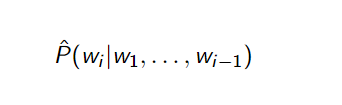 P̂(wᵢ|w₁, . . . , wᵢ₋₁)